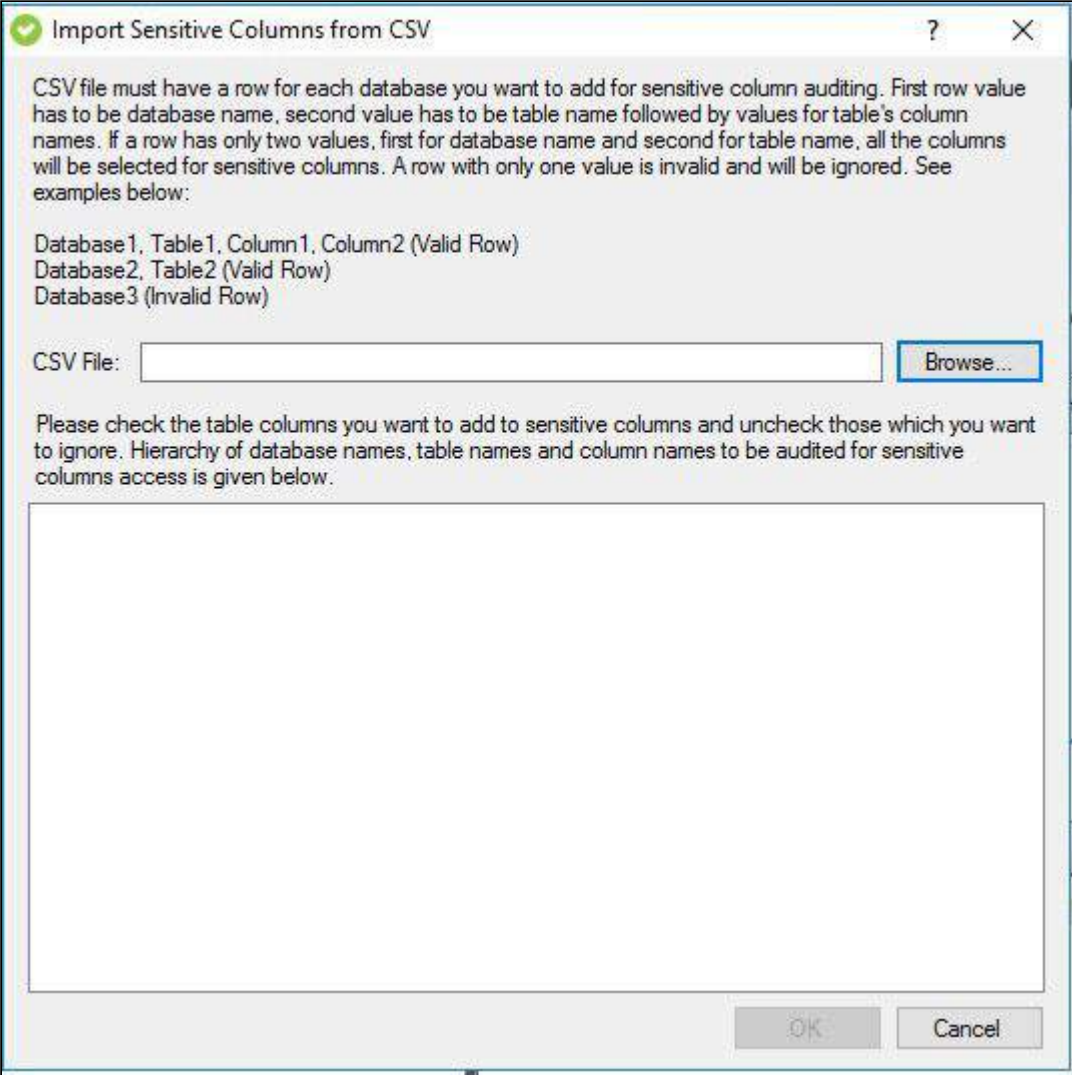 Import Sensitive Columns from CSV
?
CSV file must have a row for each database you want to add for sensitive column auditing. First row value
has to be database name, second value has to be table name followed by values for table's column
names. If a row has only two values, first for database name and second for table name, all the columns
will be selected for sensitive columns. A row with only one value is invalid and will be ignored. See
examples below:
Database1, Table1, Column1, Column2 (Valid Row)
Database2, Table2 (Valid Row)
Database3 (Invalid Row)
CSV File:
Browse...
Please check the table columns you want to add to sensitive columns and uncheck those which you want
to ignore. Hierarchy of database names, table names and column names to be audited for sensitive
columns access is given below.
OK
Cancel